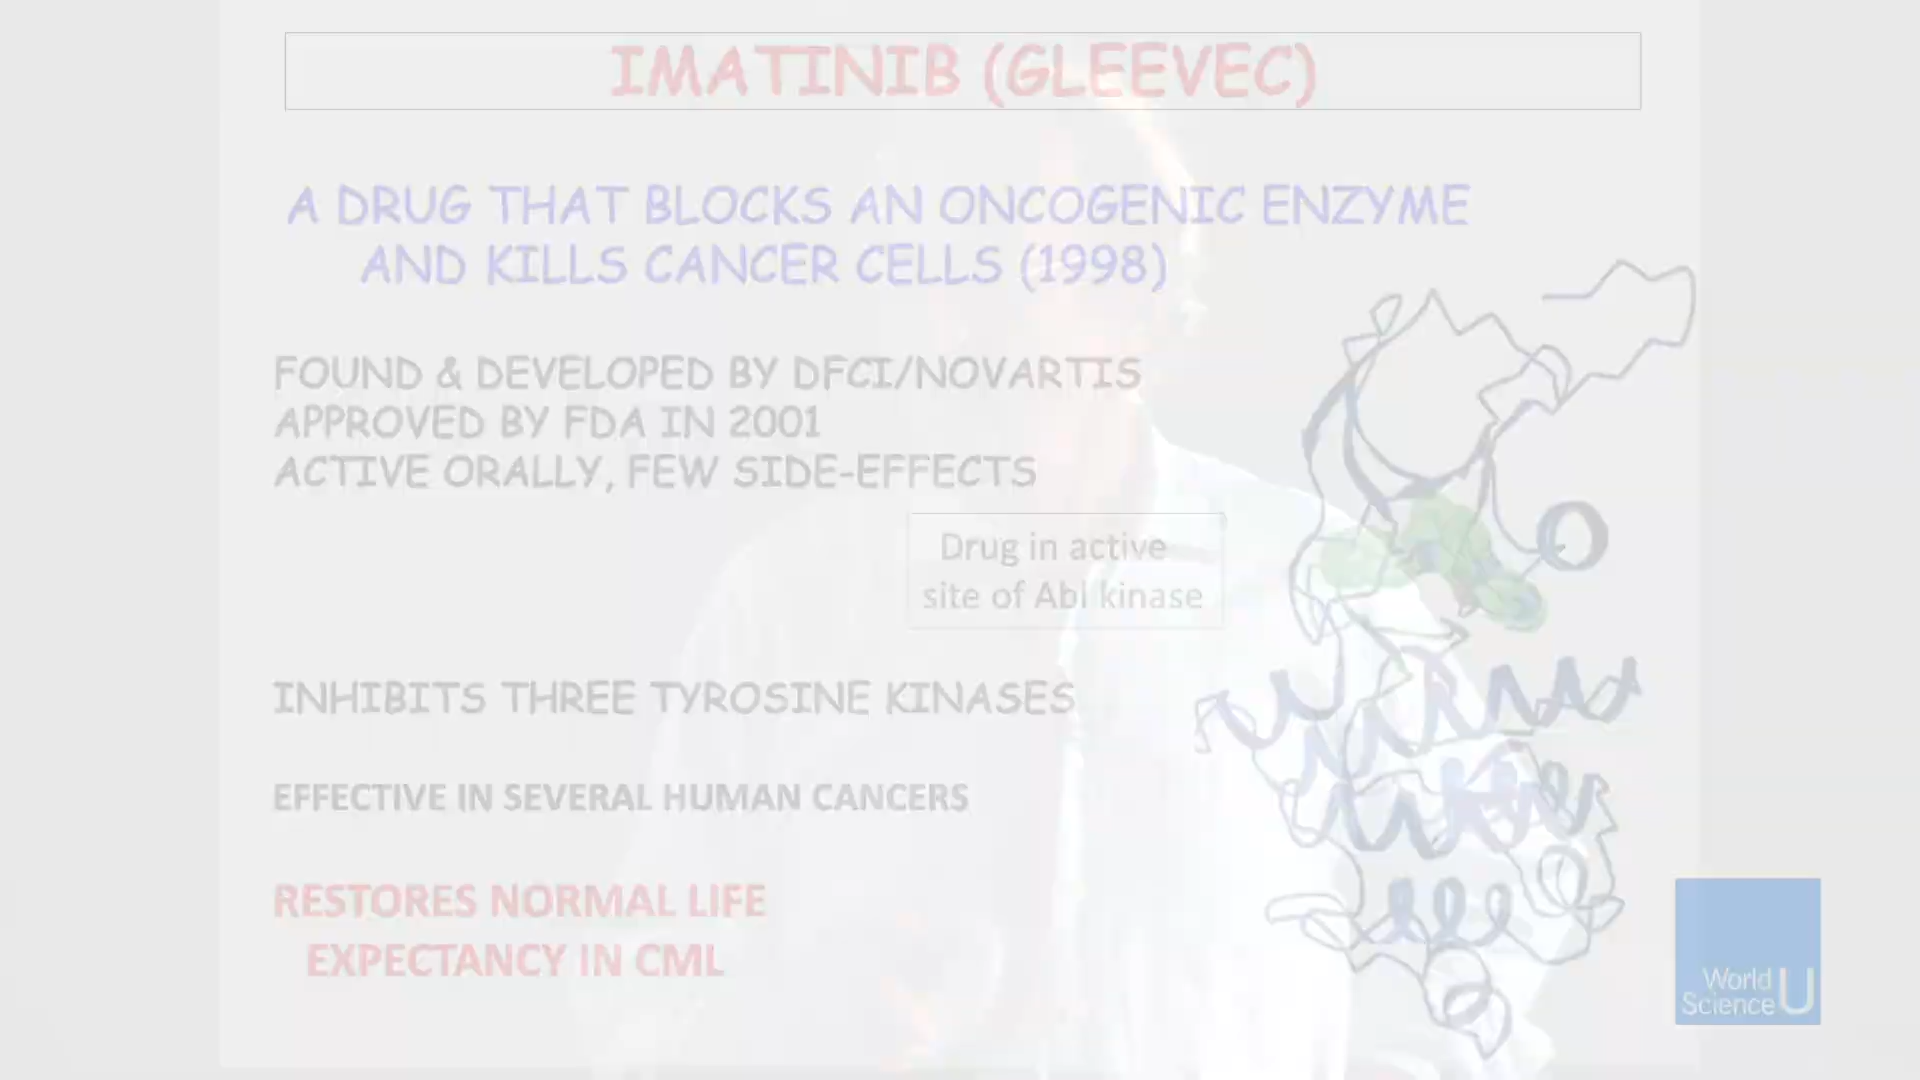 IMATINIB (GLEEVEC)
A DRUG THAT BLOCKS AN ONCOGENIC ENZYME
AND KILLS CANCER CELLS (1998)
FOUND & DEVELOPED BY DFCI/NOVARTIS
APPROVED BY FDA IN 2001
ACTIVE ORALLY, FEW SIDE-EFFECTS
Drug in active
site of Abl kinase
INHIBITS THREE TYROSINE KINASES
EFFECTIVE IN SEVERAL HUMAN CANCERS
RESTORES NORMAL LIFE
EXPECTANCY IN CML
World
Science U